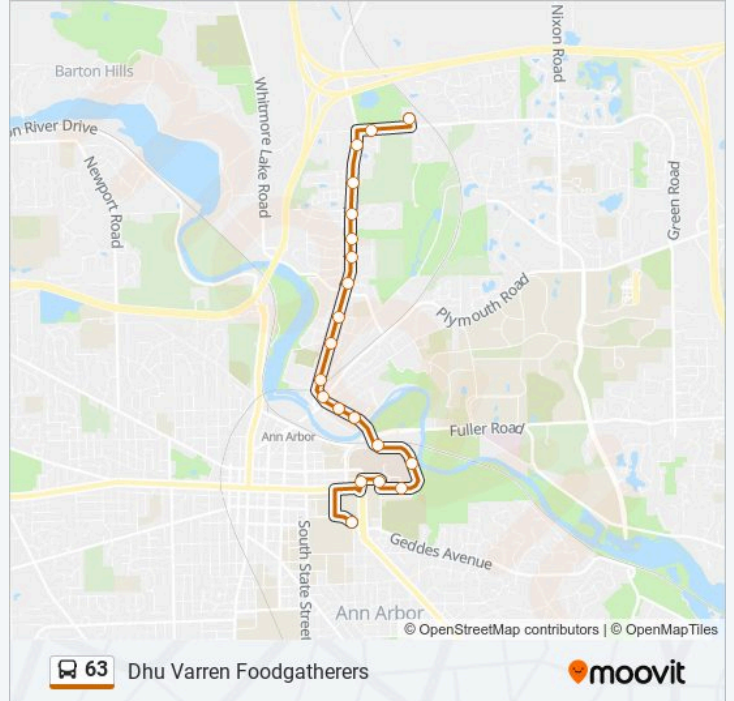 Barton Hills
Nixon Road
Whitmore Lake Road
on River Drive
Newport Road
Green Road
Plymouth Road
Fuller Road
Ann Arbor
South State Street
Geddes Avenue
Ann Arbor
© OpenStreetMap contributors | © OpenMapTiles
63 Dhu Varren Foodgatherers
moovit